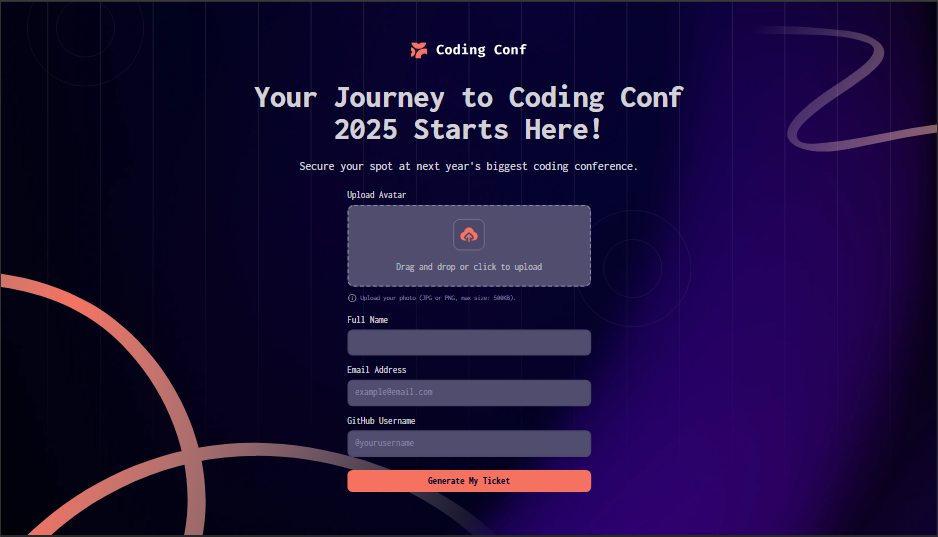 Coding Conf
Your Journey to Coding Conf
2025 Starts Here!
Secure your spot at next year's biggest coding conference.
Upload Avatar
Drag and drop or click to upload
Upload your photo (JPG or PNG, max size: 500KB).
Full Name
Email Address
example@email.com
GitHub Username
@yourusername
Generate My Ticket